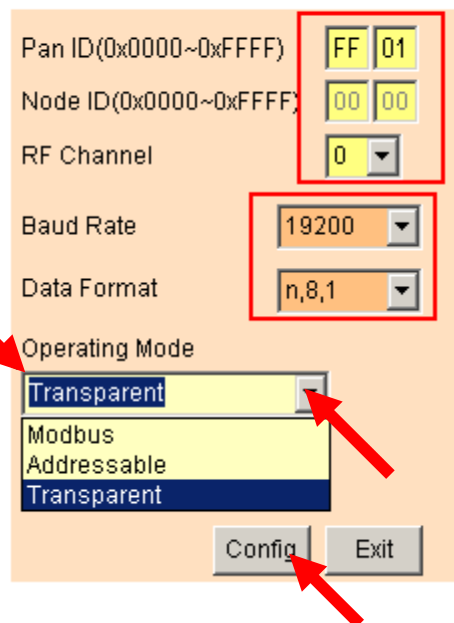 Pan ID(0x0000~0xFFFF) FF 01
Node ID(0x0000~0xFFFF) 00 00
RF Channel 0
Baud Rate 19200
Data Format n,8,1
Operating Mode
Transparent
Modbus
Addressable
Transparent
Config Exit